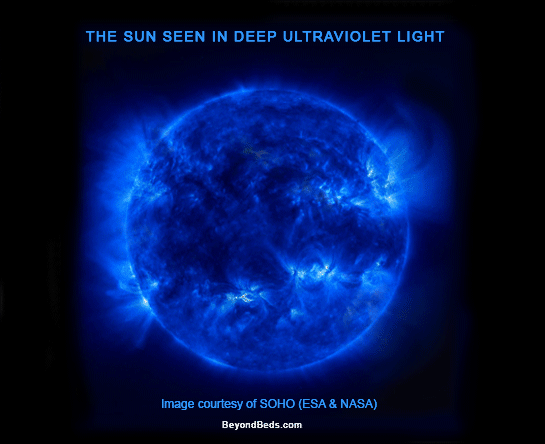 THE SUN SEEN IN DEEP ULTRAVIOLET LIGHT
Image courtesy of SOHO (ESA & NASA)
BeyondBeds.com